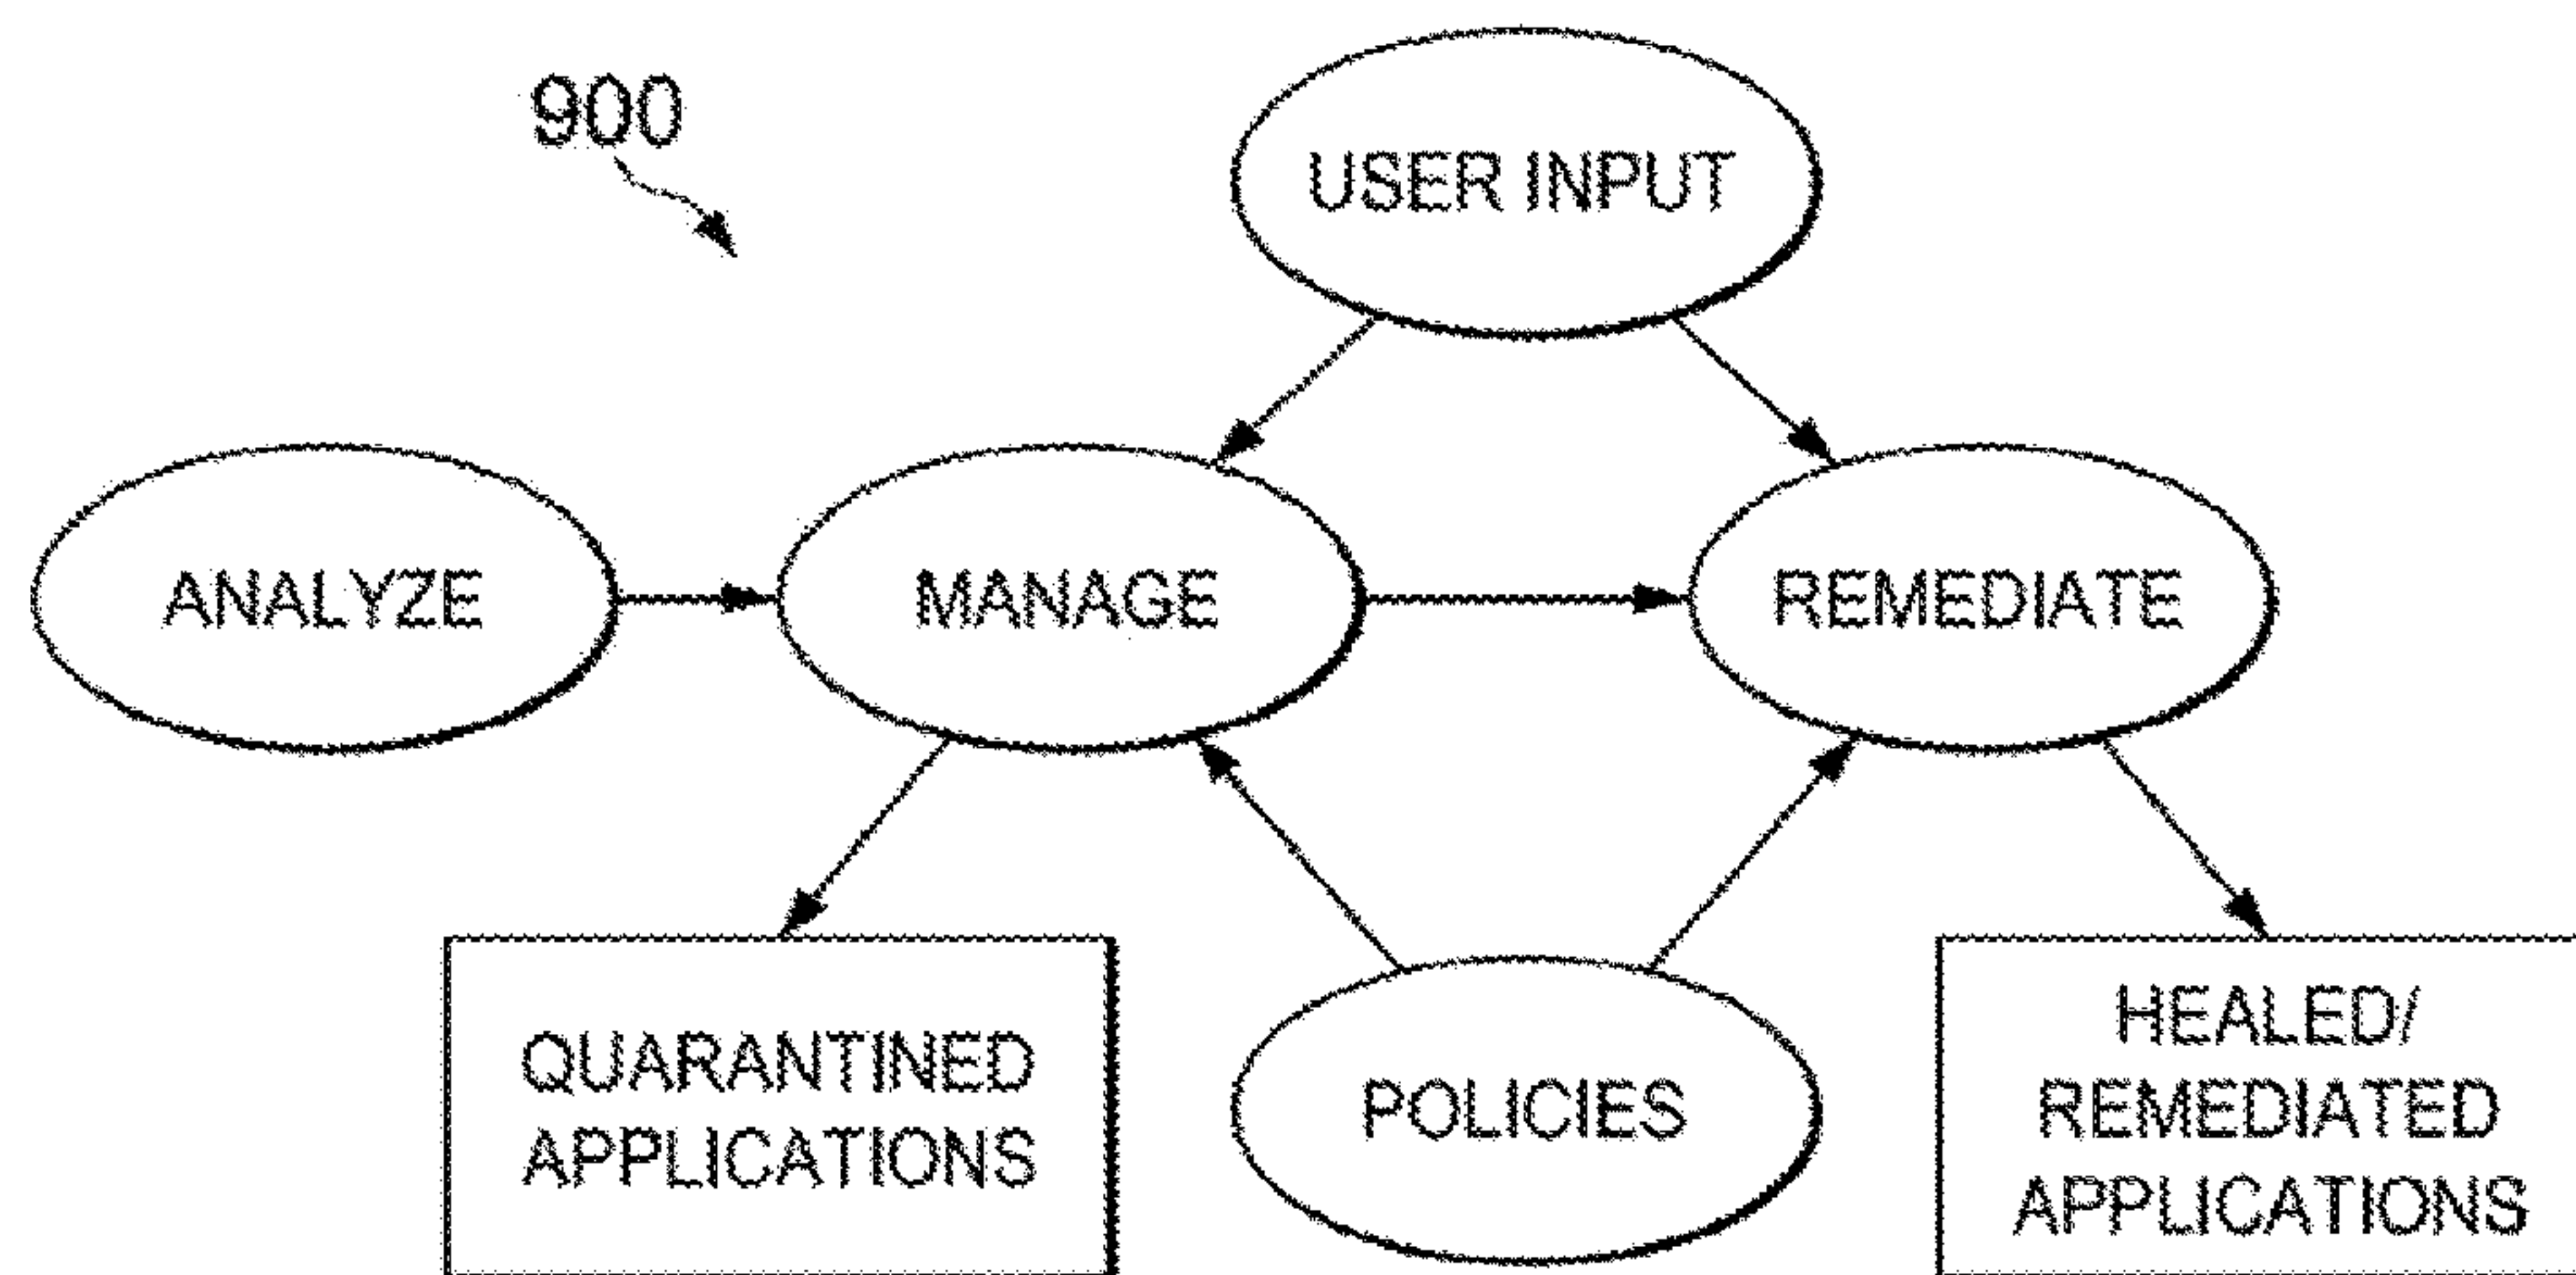 900
USER INPUT
ANALYZE
MANAGE
REMEDIATE
QUARANTINED
APPLICATIONS
POLICIES
HEALED/
REMEDIATED
APPLICATIONS